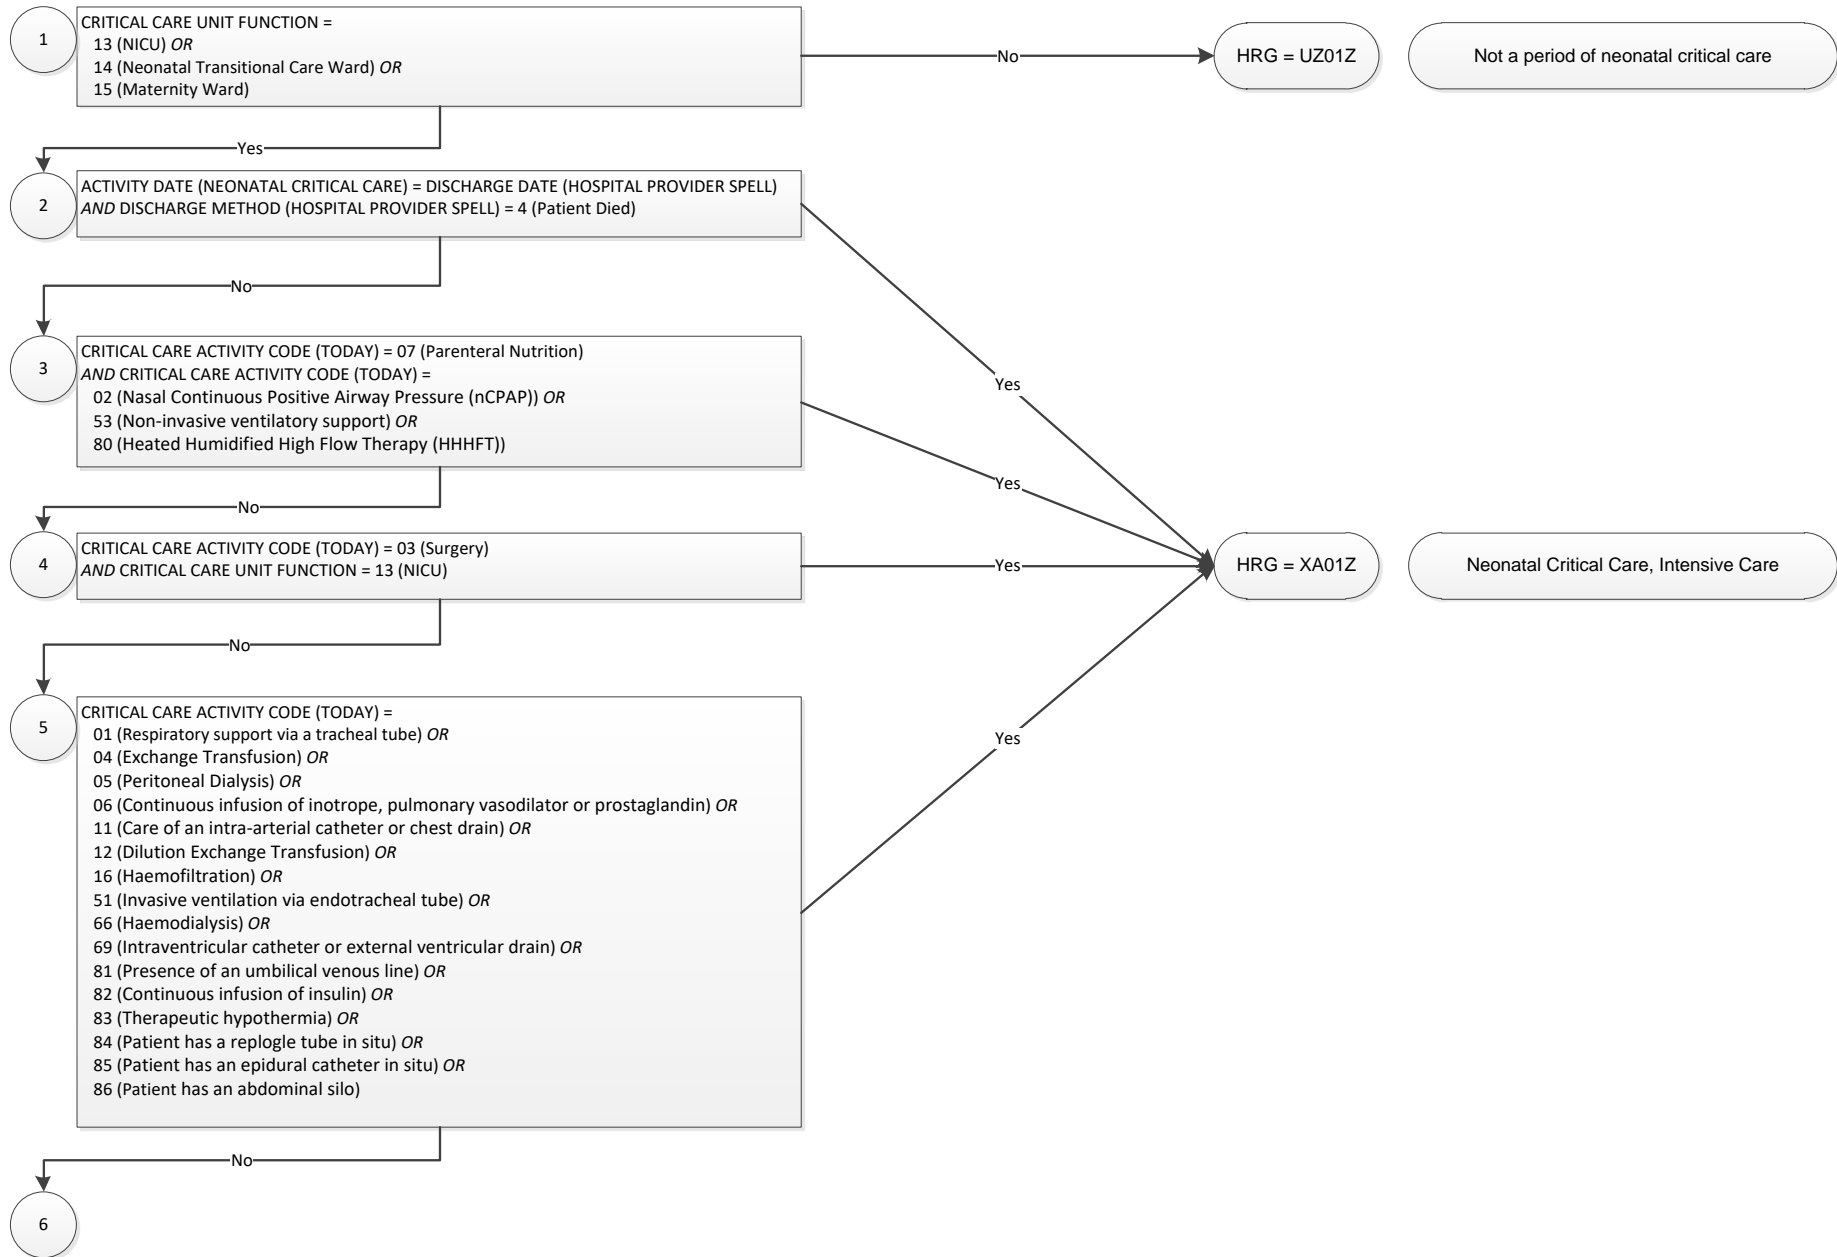 1
CRITICAL CARE UNIT FUNCTION =
13 (NICU) OR
14 (Neonatal Transitional Care Ward) OR
15 (Maternity Ward)
No
HRG = UZ01Z
Not a period of neonatal critical care
Yes
2
ACTIVITY DATE (NEONATAL CRITICAL CARE) = DISCHARGE DATE (HOSPITAL PROVIDER SPELL)
AND DISCHARGE METHOD (HOSPITAL PROVIDER SPELL) = 4 (Patient Died)
No
Yes
3
CRITICAL CARE ACTIVITY CODE (TODAY) = 07 (Parenteral Nutrition)
AND CRITICAL CARE ACTIVITY CODE (TODAY) =
02 (Nasal Continuous Positive Airway Pressure (nCPAP)) OR
53 (Non-invasive ventilatory support) OR
80 (Heated Humidified High Flow Therapy (HHHFT))
Yes
No
4
CRITICAL CARE ACTIVITY CODE (TODAY) = 03 (Surgery)
AND CRITICAL CARE UNIT FUNCTION = 13 (NICU)
Yes
HRG = XA01Z
Neonatal Critical Care, Intensive Care
No
5
CRITICAL CARE ACTIVITY CODE (TODAY) =
01 (Respiratory support via a tracheal tube) OR
04 (Exchange Transfusion) OR
05 (Peritoneal Dialysis) OR
06 (Continuous infusion of inotrope, pulmonary vasodilator or prostaglandin) OR
11 (Care of an intra-arterial catheter or chest drain) OR
12 (Dilution Exchange Transfusion) OR
16 (Haemofiltration) OR
51 (Invasive ventilation via endotracheal tube) OR
66 (Haemodialysis) OR
69 (Intraventricular catheter or external ventricular drain) OR
81 (Presence of an umbilical venous line) OR
82 (Continuous infusion of insulin) OR
83 (Therapeutic hypothermia) OR
84 (Patient has a replogle tube in situ) OR
85 (Patient has an epidural catheter in situ) OR
86 (Patient has an abdominal silo)
Yes
No
6